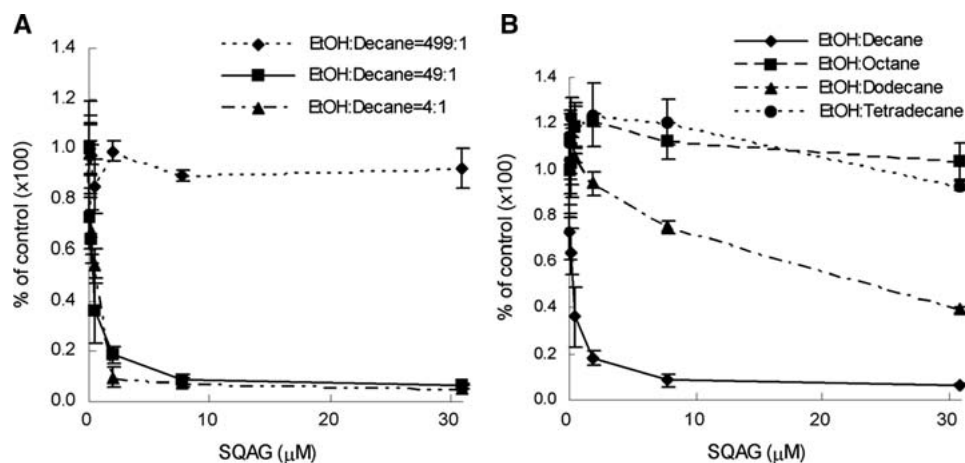 A
% of control (x100)
1.4
1.2
1.0
0.8
0.6
0.4
0.2
0.0
0
10
20
30
SQAG (μM)
EtOH:Decane=499:1
EtOH:Decane=49:1
EtOH:Decane=4:1
B
% of control (x100)
1.4
1.2
1.0
0.8
0.6
0.4
0.2
0.0
0
10
20
30
SQAG (μM)
EtOH:Decane
EtOH:Octane
EtOH:Dodecane
EtOH:Tetradecane